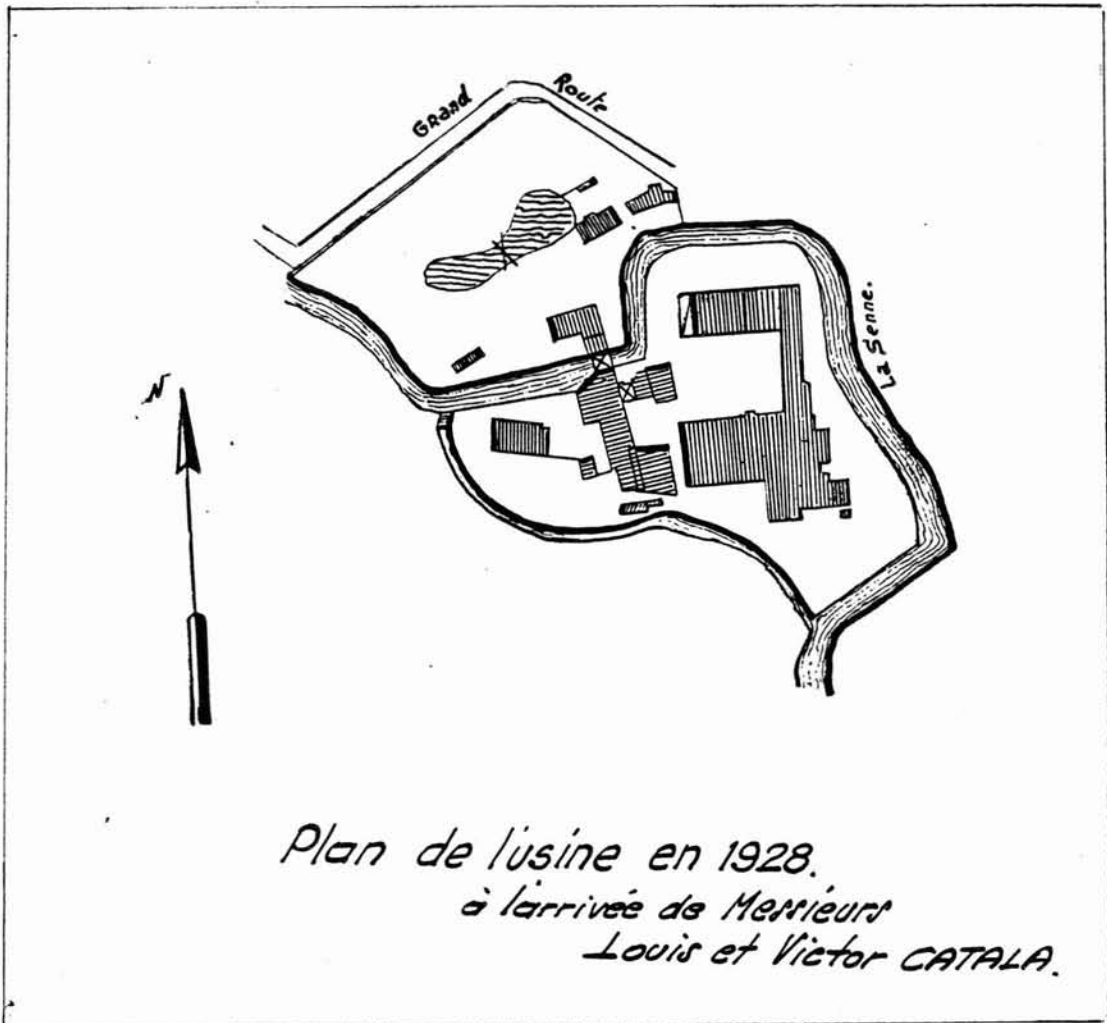 Grand Route
La Senne.
N
Plan de l'usine en 1928.
à l'arrivée de Messieurs
Louis et Victor CATALA.